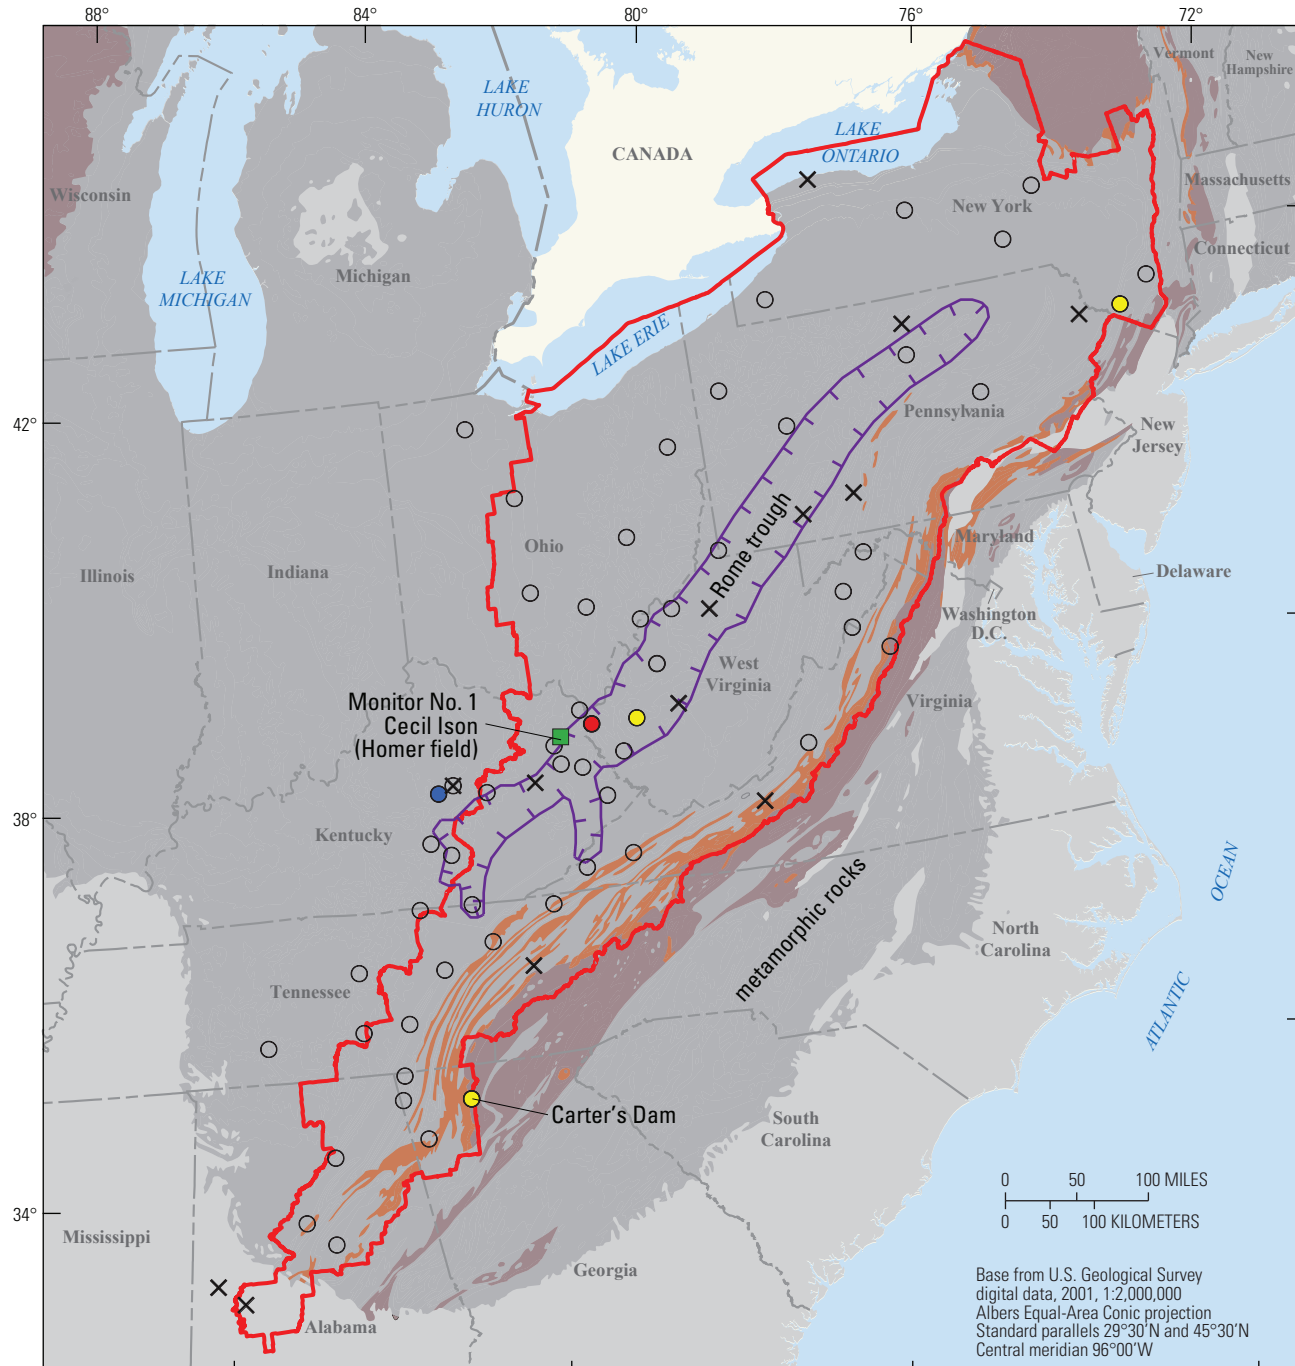 88°
84°
80°
76°
72°
Vermont
New
Hampshire
LAKE
HURON
LAKE
ONTARIO
CANADA
Wisconsin
Massachusetts
New York
Connecticut
Michigan
LAKE
MICHIGAN
LAKE ERIE
42°
Pennsylvania
New
Jersey
Rome trough
Ohio
Maryland
Illinois
Indiana
Delaware
Washington
D.C.
West
Virginia
Virginia
Monitor No. 1
Cecil Ison
(Homer field)
38°
Kentucky
OCEAN
metamorphic rocks
North
Carolina
Tennessee
ATLANTIC
Carter's Dam
South
Carolina
0 50 100 MILES
0 50 100 KILOMETERS
34°
Mississippi
Georgia
Alabama
Base from U.S. Geological Survey
digital data, 2001, 1:2,000,000
Albers Equal-Area Conic projection
Standard parallels 29°30'N and 45°30'N
Central meridian 96°00'W